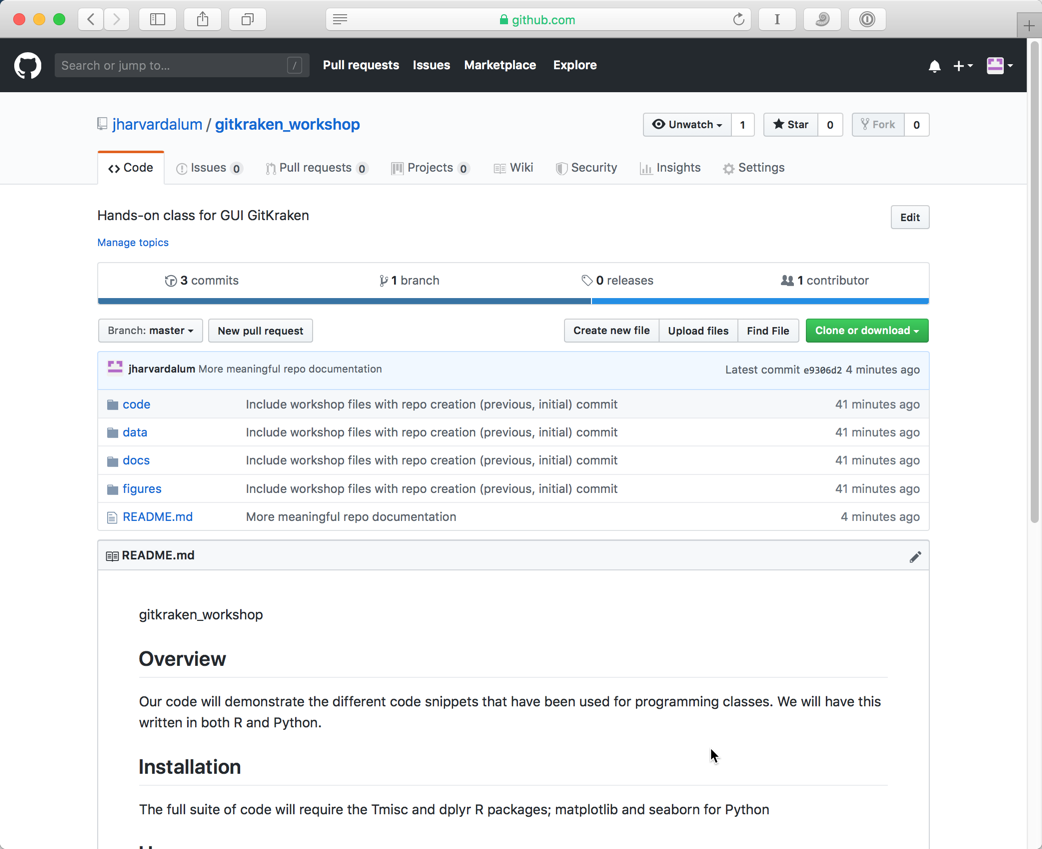 github.com
Search or jump to... /
Pull requests Issues Marketplace Explore
jharvardalum / gitkraken_workshop
Unwatch 1 Star 0 Fork 0
Code Issues 0 Pull requests 0 Projects 0 Wiki Security Insights Settings
Hands-on class for GUI GitKraken
Edit
Manage topics
3 commits 1 branch 0 releases 1 contributor
Branch: master New pull request Create new file Upload files Find File Clone or download
jharvardalum More meaningful repo documentation Latest commit e9306d2 4 minutes ago
code Include workshop files with repo creation (previous, initial) commit 41 minutes ago
data Include workshop files with repo creation (previous, initial) commit 41 minutes ago
docs Include workshop files with repo creation (previous, initial) commit 41 minutes ago
figures Include workshop files with repo creation (previous, initial) commit 41 minutes ago
README.md More meaningful repo documentation 4 minutes ago
README.md
gitkraken_workshop
Overview
Our code will demonstrate the different code snippets that have been used for programming classes. We will have this
written in both R and Python.
Installation
The full suite of code will require the Tmisc and dplyr R packages; matplotlib and seaborn for Python